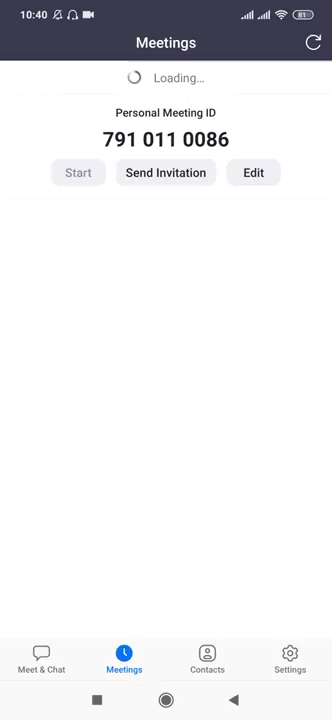 10:40
81
Meetings
Loading...
Personal Meeting ID
791 011 0086
Start
Send Invitation
Edit
Meet & Chat
Meetings
Contacts
Settings